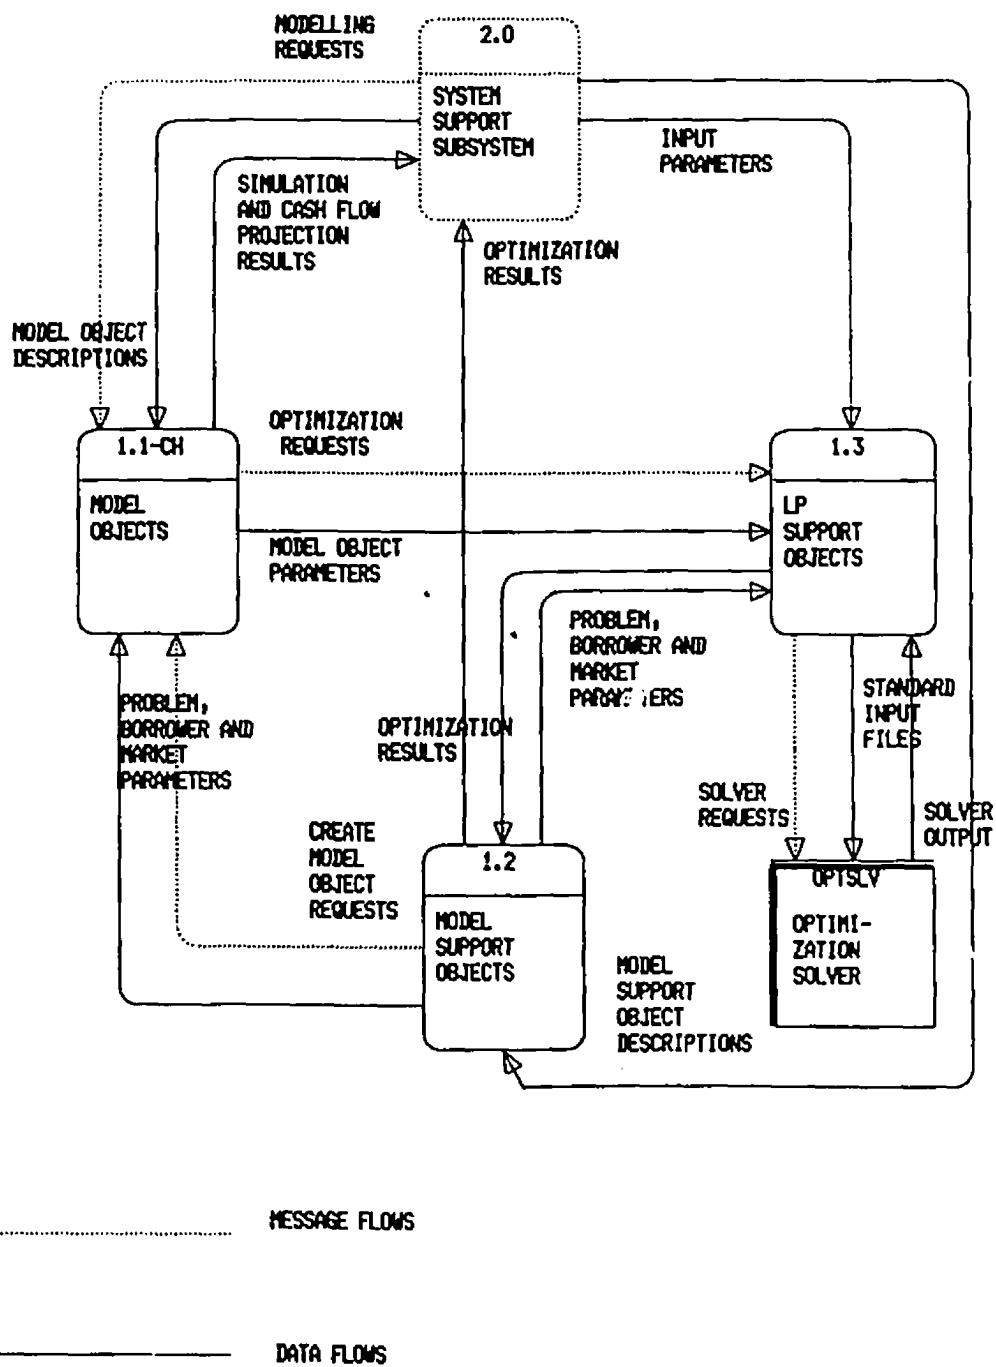 MODELLING
REQUESTS
2.0
SYSTEM
SUPPORT
SUBSYSTEM
INPUT
PARAMETERS
SIMULATION
AND CASH FLOW
PROJECTION
RESULTS
OPTIMIZATION
RESULTS
MODEL OBJECT
DESCRIPTIONS
1.1-CH
MODEL
OBJECTS
OPTIMIZATION
REQUESTS
1.3
LP
SUPPORT
OBJECTS
MODEL OBJECT
PARAMETERS
PROBLEM,
BORROWER AND
MARKET
PARAMETERS
PROBLEM,
BORROWER AND
MARKET
PARAMETERS
OPTIMIZATION
RESULTS
STANDARD
INPUT
FILES
SOLVER
REQUESTS
SOLVER
OUTPUT
CREATE
MODEL
OBJECT
REQUESTS
1.2
MODEL
SUPPORT
OBJECTS
OPTSLV
OPTIMI-
ZATION
SOLVER
MODEL
SUPPORT
OBJECT
DESCRIPTIONS
MESSAGE FLOWS
DATA FLOWS